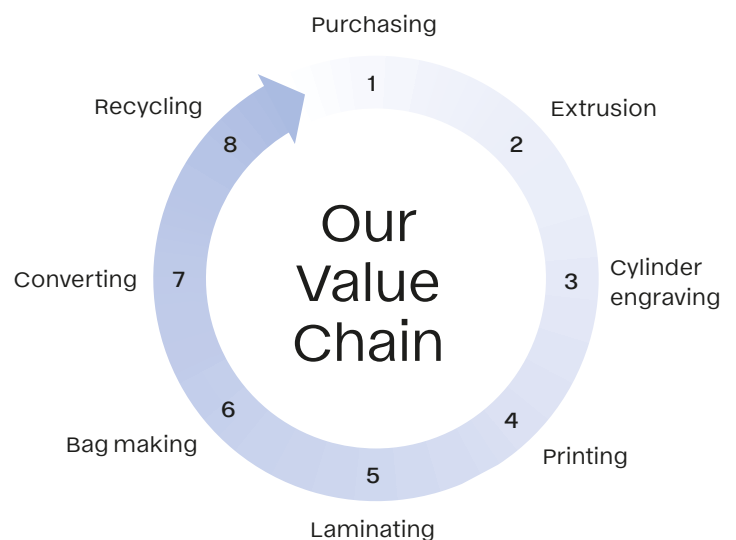 Purchasing
1
Extrusion
2
Cylinder
engraving
3
Printing
4
Laminating
5
Bag making
6
Converting
7
Recycling
8
Our
Value
Chain